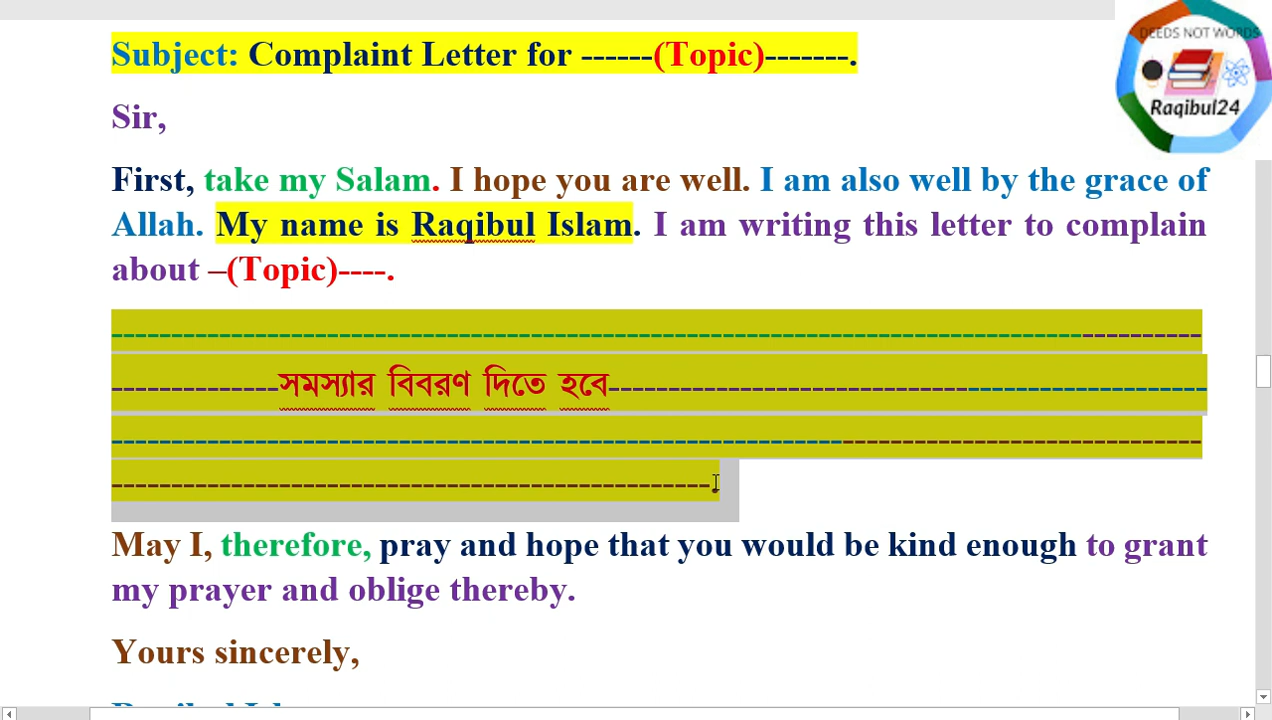 DEEDS NOT WORDS
Raqibul24
Subject: Complaint Letter for ------(Topic)-------.
Sir,
First, take my Salam. I hope you are well. I am also well by the grace of
Allah. My name is Raqibul Islam. I am writing this letter to complain
about –(Topic)----.
-------------------------------------------------------------------------------------------
--------------সমস্যার বিবরণ দিতে হবে--------------------------------------------------
-------------------------------------------------------------------------------------------
--------------------------------------------------.
May I, therefore, pray and hope that you would be kind enough to grant
my prayer and oblige thereby.
Yours sincerely,